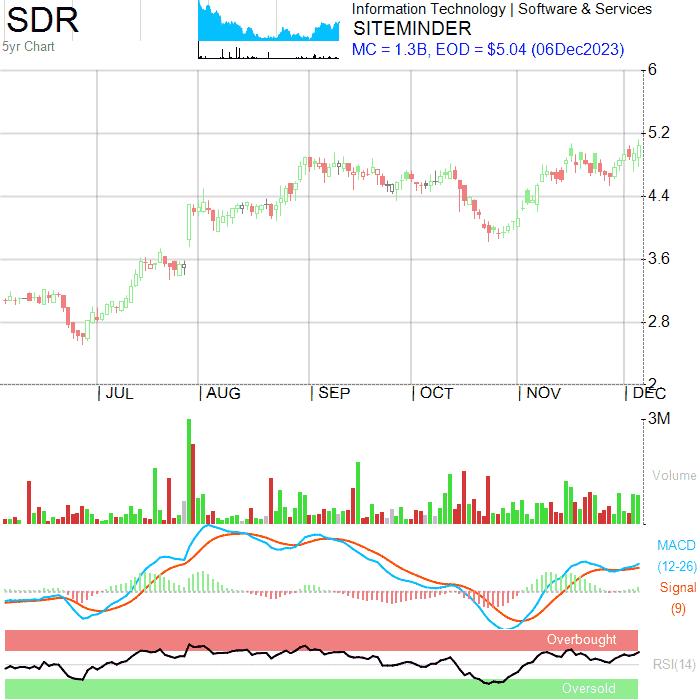 SDR
5yr Chart
Information Technology | Software & Services
SITEMINDER
MC = 1.3B, EOD = $5.04 (06Dec2023)
6
5.2
4.4
3.6
2.8
2
| JUL
| AUG
| SEP
| OCT
| NOV
| DEC
3M
Volume
MACD
(12-26)
Signal
(9)
Overbought
RSI(14)
Oversold